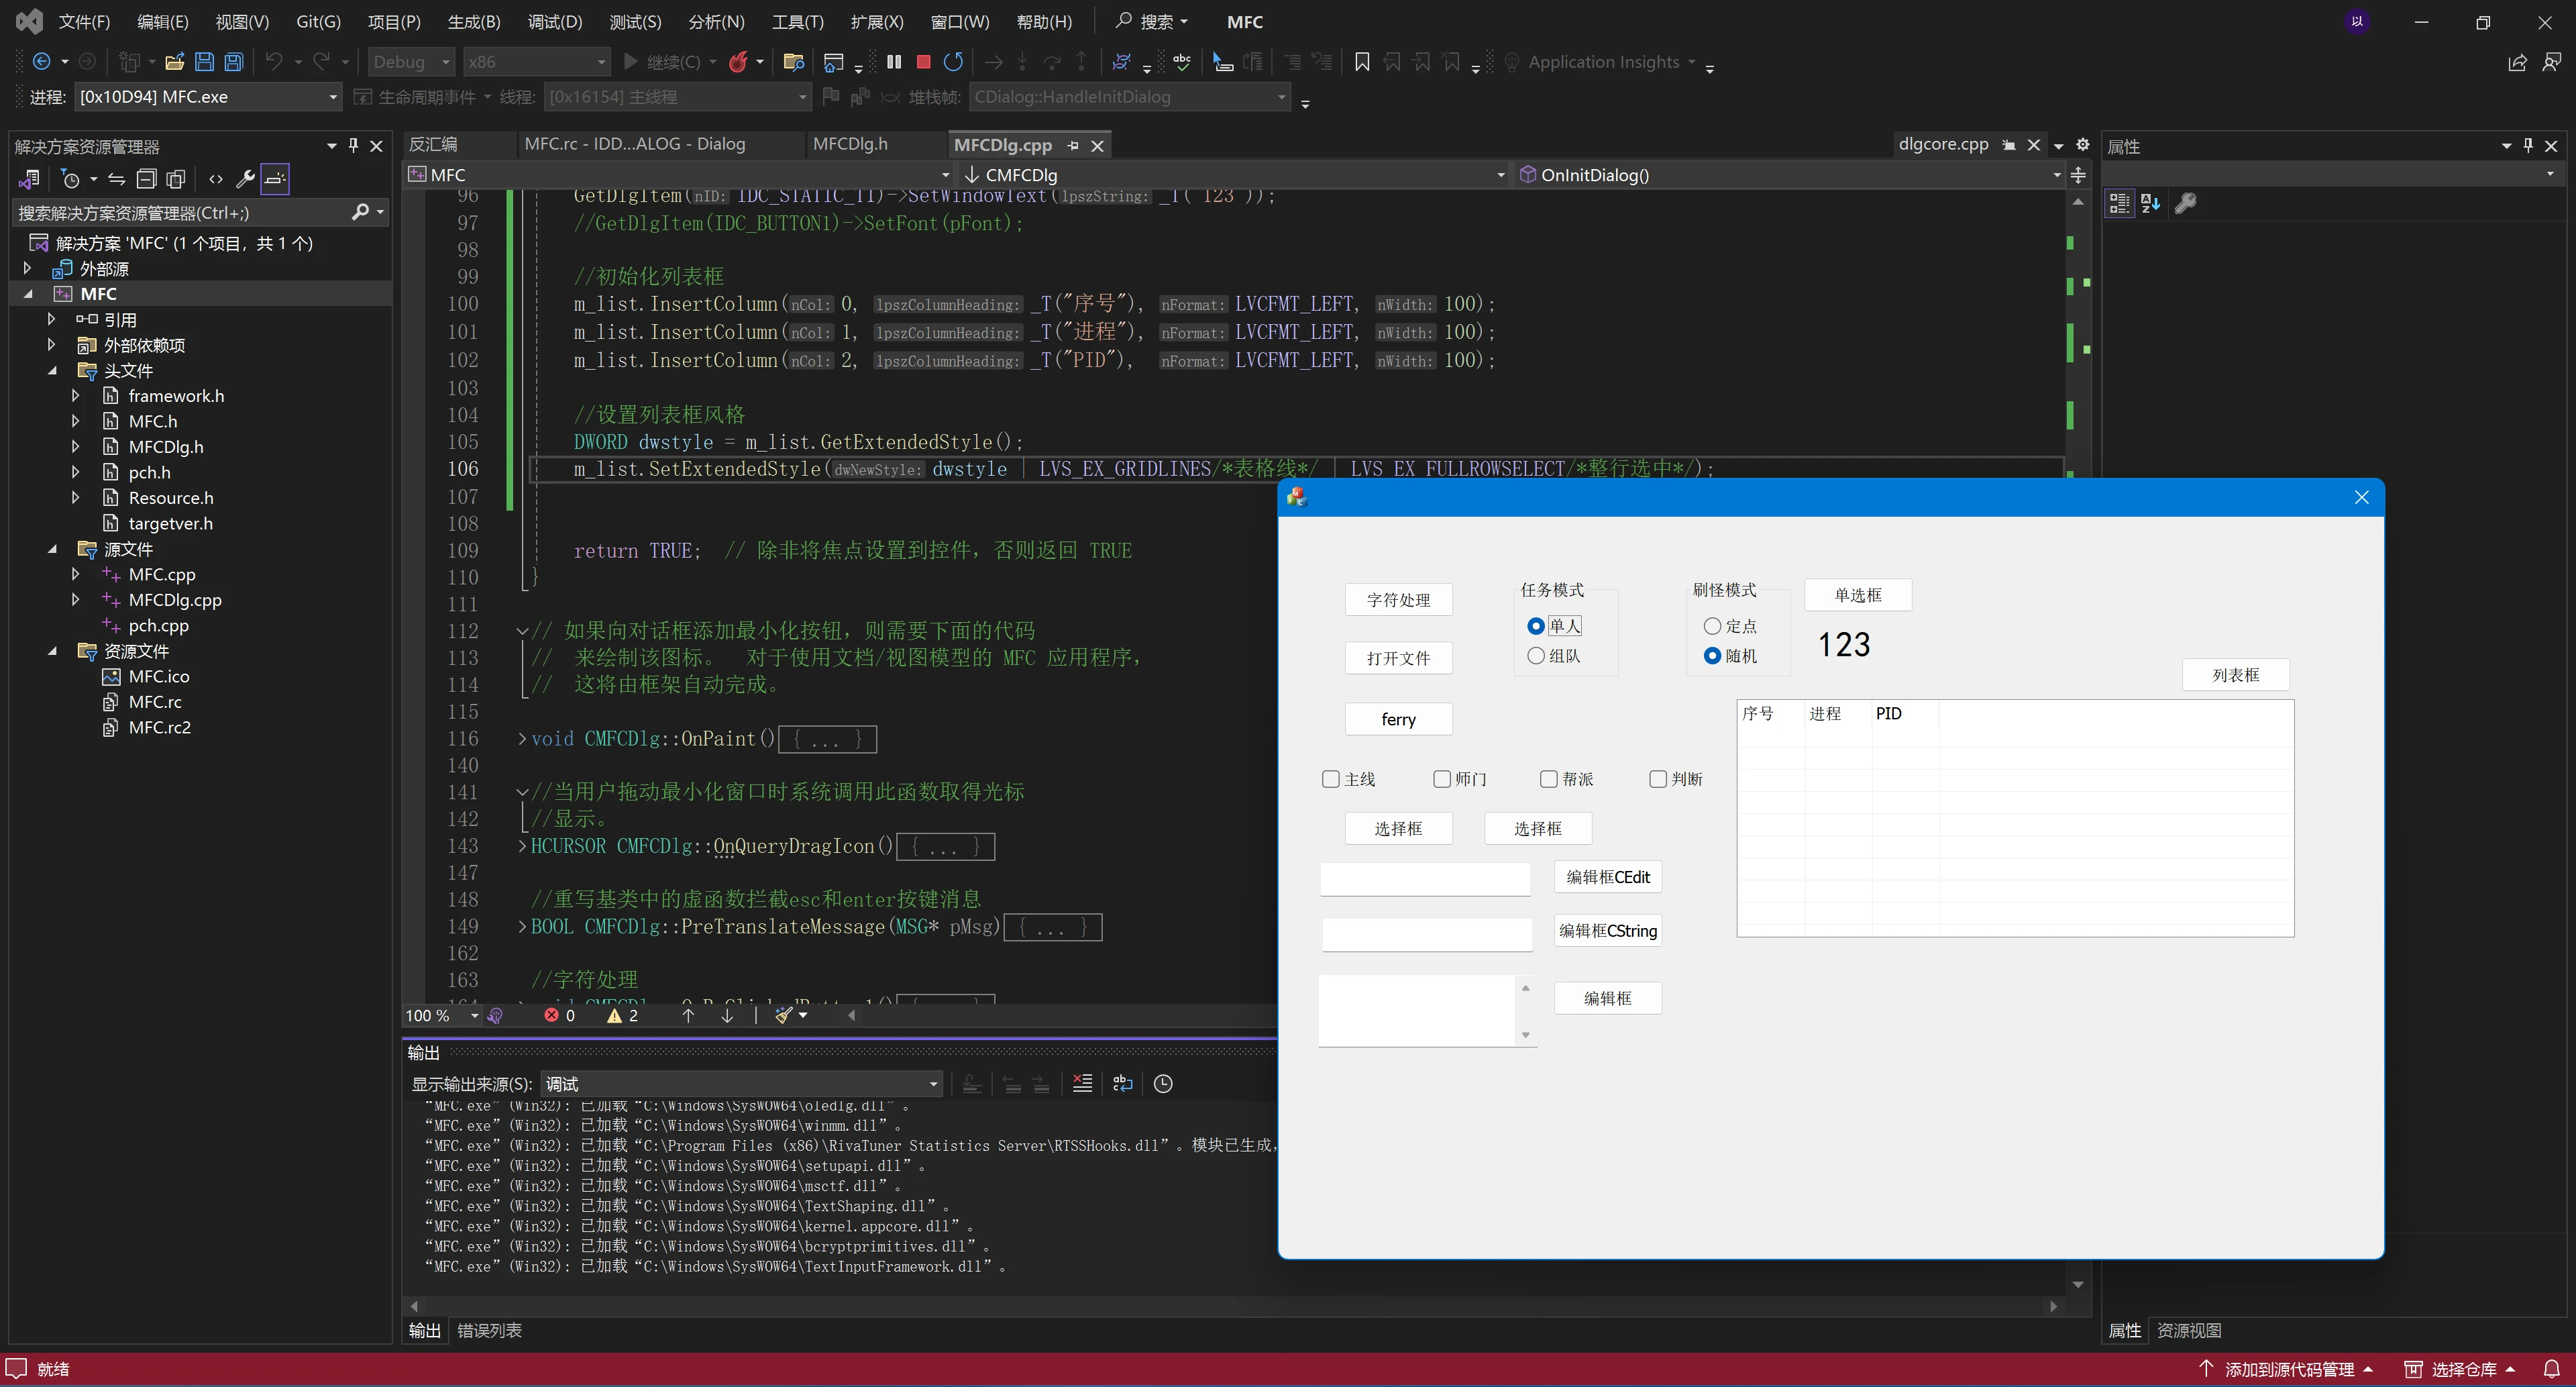 文件(F) 编辑(E) 视图(V) Git(G) 项目(P) 生成(B) 调试(D) 测试(S) 分析(N) 工具(T) 扩展(X) 窗口(W) 帮助(H) 搜索 MFC 以
Debug x86 继续(C) Application Insights
进程: [0x10D94] MFC.exe 生命周期事件 线程: [0x16154] 主线程 堆栈帧: CDialog::HandleInitDialog
解决方案资源管理器
搜索解决方案资源管理器(Ctrl+;)
解决方案 'MFC' (1 个项目，共 1 个)
外部源
MFC
引用
外部依赖项
头文件
framework.h
MFC.h
MFCDlg.h
pch.h
Resource.h
targetver.h
源文件
MFC.cpp
MFCDlg.cpp
pch.cpp
资源文件
MFC.ico
MFC.rc
MFC.rc2
反汇编 MFC.rc - IDD...ALOG - Dialog MFCDlg.h MFCDlg.cpp dlgcore.cpp
MFC CMFCDlg OnInitDialog()
96 GetDlgItem(nID: IDC_STATIC_T1)->SetWindowText(lpszString: _T("123"));
97 //GetDlgItem(IDC_BUTTON1)->SetFont(pFont);
98
99 //初始化列表框
100 m_list.InsertColumn(nCol: 0, lpszColumnHeading: _T("序号"), nFormat: LVCFMT_LEFT, nWidth: 100);
101 m_list.InsertColumn(nCol: 1, lpszColumnHeading: _T("进程"), nFormat: LVCFMT_LEFT, nWidth: 100);
102 m_list.InsertColumn(nCol: 2, lpszColumnHeading: _T("PID"), nFormat: LVCFMT_LEFT, nWidth: 100);
103
104 //设置列表框风格
105 DWORD dwstyle = m_list.GetExtendedStyle();
106 m_list.SetExtendedStyle(dwNewStyle: dwstyle | LVS_EX_GRIDLINES/*表格线*/ | LVS_EX_FULLROWSELECT/*整行选中*/);
107
108
109 return TRUE; // 除非将焦点设置到控件，否则返回 TRUE
110 }
111
112 // 如果向对话框添加最小化按钮，则需要下面的代码
113 // 来绘制该图标。 对于使用文档/视图模型的 MFC 应用程序，
114 // 这将由框架自动完成。
115
116 void CMFCDlg::OnPaint() { ... }
140
141 //当用户拖动最小化窗口时系统调用此函数取得光标
142 //显示。
143 HCURSOR CMFCDlg::OnQueryDragIcon() { ... }
147
148 //重写基类中的虚函数拦截esc和enter按键消息
149 BOOL CMFCDlg::PreTranslateMessage(MSG* pMsg) { ... }
162
163 //字符处理
100 % 0 2
输出
显示输出来源(S): 调试
“MFC.exe” (Win32): 已加载 “C:\Windows\SysWOW64\oledlg.dll”。
“MFC.exe” (Win32): 已加载 “C:\Windows\SysWOW64\winmm.dll”。
“MFC.exe” (Win32): 已加载 “C:\Program Files (x86)\RivaTuner Statistics Server\RTSSHooks.dll”。模块已生成，
“MFC.exe” (Win32): 已加载 “C:\Windows\SysWOW64\setupapi.dll”。
“MFC.exe” (Win32): 已加载 “C:\Windows\SysWOW64\msctf.dll”。
“MFC.exe” (Win32): 已加载 “C:\Windows\SysWOW64\TextShaping.dll”。
“MFC.exe” (Win32): 已加载 “C:\Windows\SysWOW64\kernel.appcore.dll”。
“MFC.exe” (Win32): 已加载 “C:\Windows\SysWOW64\bcryptprimitives.dll”。
“MFC.exe” (Win32): 已加载 “C:\Windows\SysWOW64\TextInputFramework.dll”。
输出 错误列表
字符处理
打开文件
ferry
任务模式
单人
组队
刷怪模式
定点
随机
单选框
123
列表框
序号 进程 PID
主线 师门 帮派 判断
选择框 选择框
编辑框CEdit
编辑框CString
编辑框
属性
属性 资源视图
就绪 添加到源代码管理 选择仓库